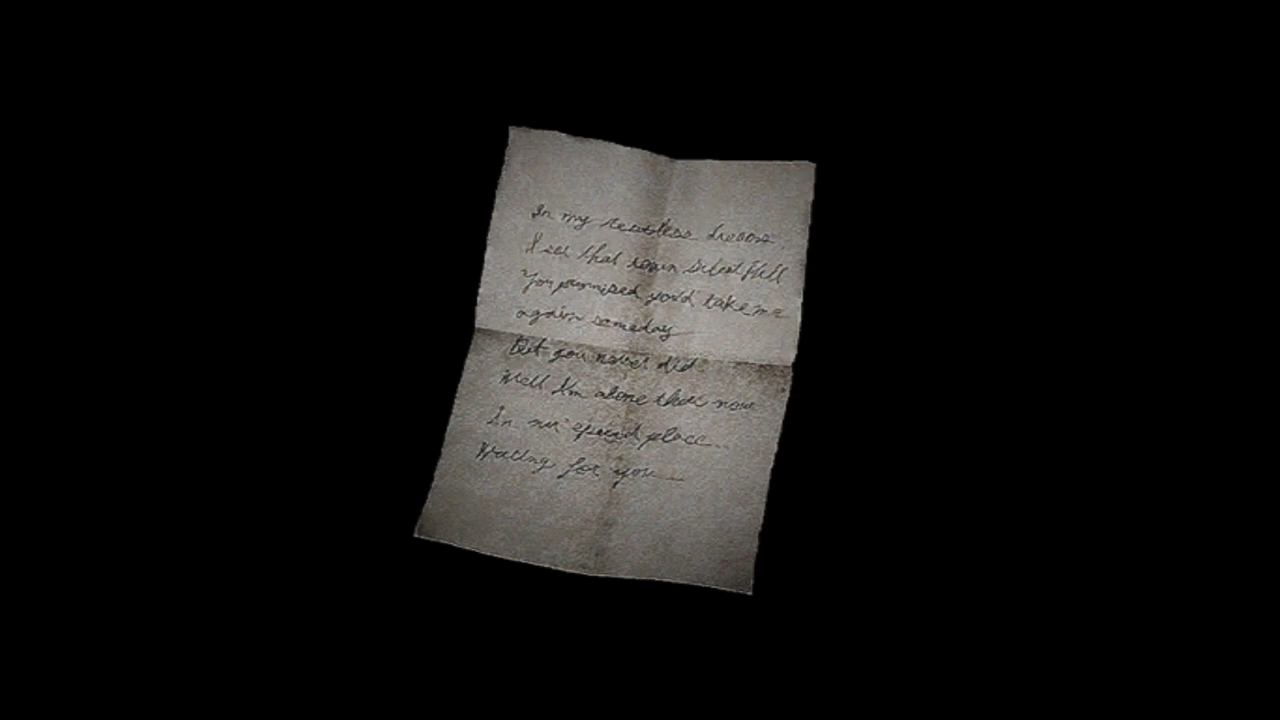 In my restless dreams
I see that town Silent Hill
You promised you'd take me
again someday
But you never did.
Well I'm alone there now
In our special place...
Waiting for you....